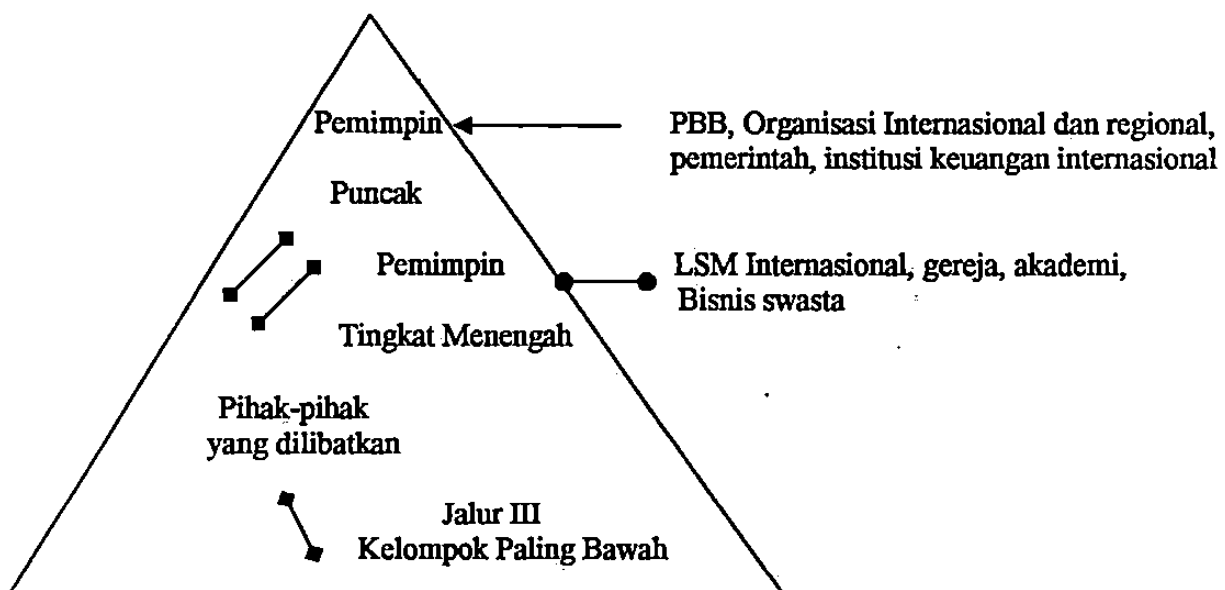 Pemimpin
PBB, Organisasi Internasional dan regional,
pemerintah, institusi keuangan internasional
Puncak
Pemimpin
LSM Internasional, gereja, akademi,
Bisnis swasta
Tingkat Menengah
Pihak-pihak
yang dilibatkan
Jalur III
Kelompok Paling Bawah